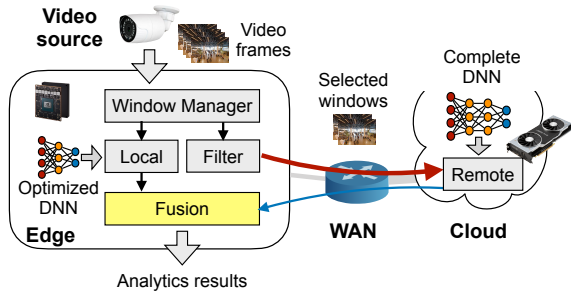 Video
source
Video
frames
Window Manager
Local
Filter
Optimized
DNN
Fusion
Edge
Analytics results
Selected
windows
WAN
Complete
DNN
Remote
Cloud